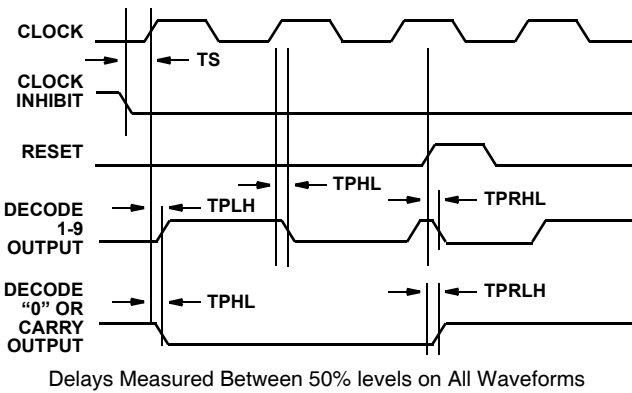 CLOCK
TS
CLOCK
INHIBIT
RESET
TPHL
TPRHL
TPLH
DECODE
1-9
OUTPUT
DECODE
“0” OR
CARRY
OUTPUT
TPHL
TPRLH
Delays Measured Between 50% levels on All Waveforms